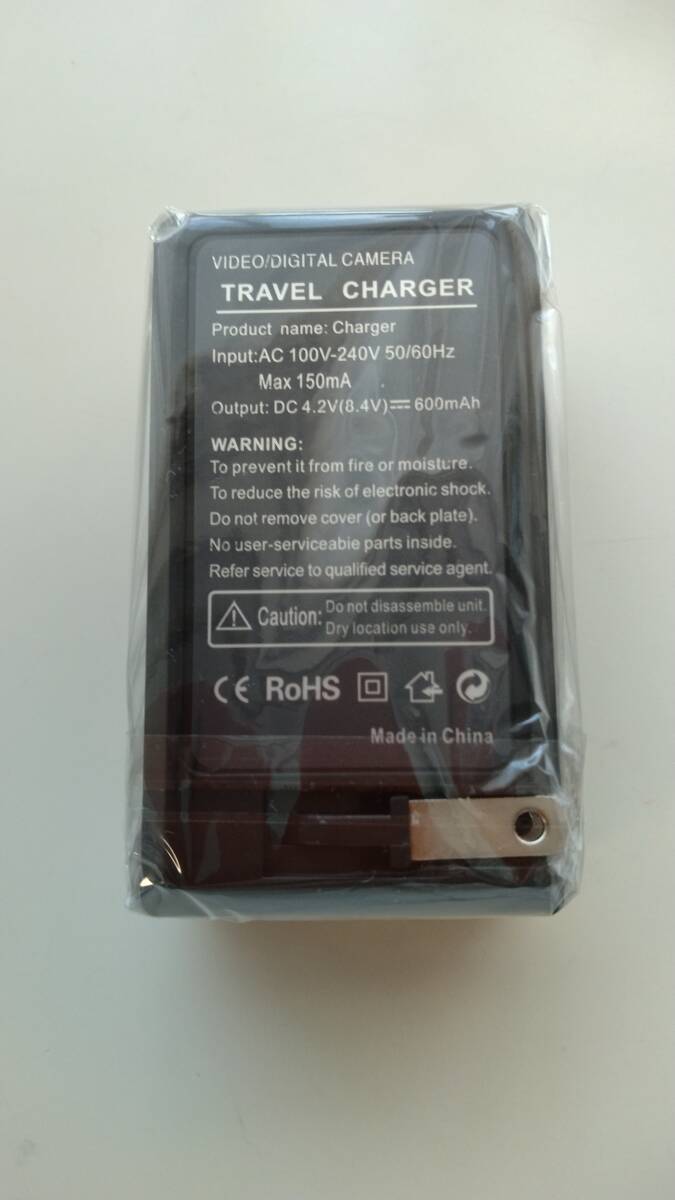 VIDEO/DIGITAL CAMERA
TRAVEL CHARGER
Product name: Charger
Input:AC 100V-240V 50/60Hz
Max 150mA
Output: DC 4.2V(8.4V)⎓600mAh
WARNING:
To prevent it from fire or moisture.
To reduce the risk of electronic shock.
Do not remove cover (or back plate).
No user-serviceabie parts inside.
Refer service to qualified service agent.
Caution: Do not disassemble unit.
Dry location use only.
CE RoHS
Made in China